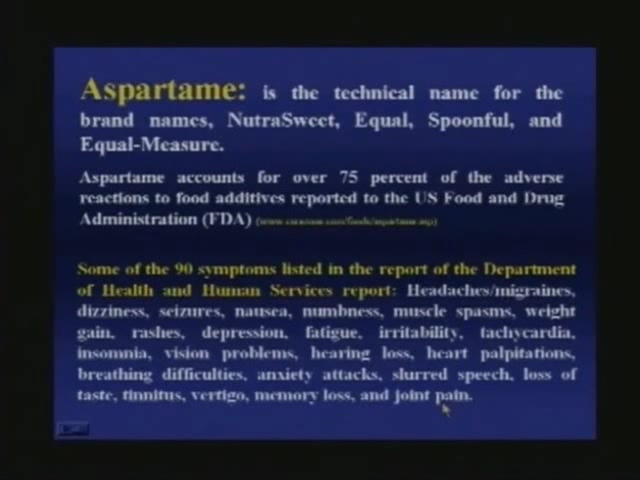 Aspartame: is the technical name for the
brand names, NutraSweet, Equal, Spoonful, and
Equal-Measure.
Aspartame accounts for over 75 percent of the adverse
reactions to food additives reported to the US Food and Drug
Administration (FDA)
Some of the 90 symptoms listed in the report of the Department
of Health and Human Services report: Headaches/migraines,
dizziness, seizures, nausea, numbness, muscle spasms, weight
gain, rashes, depression, fatigue, irritability, tachycardia,
insomnia, vision problems, hearing loss, heart palpitations,
breathing difficulties, anxiety attacks, slurred speech, loss of
taste, tinnitus, vertigo, memory loss, and joint pain.